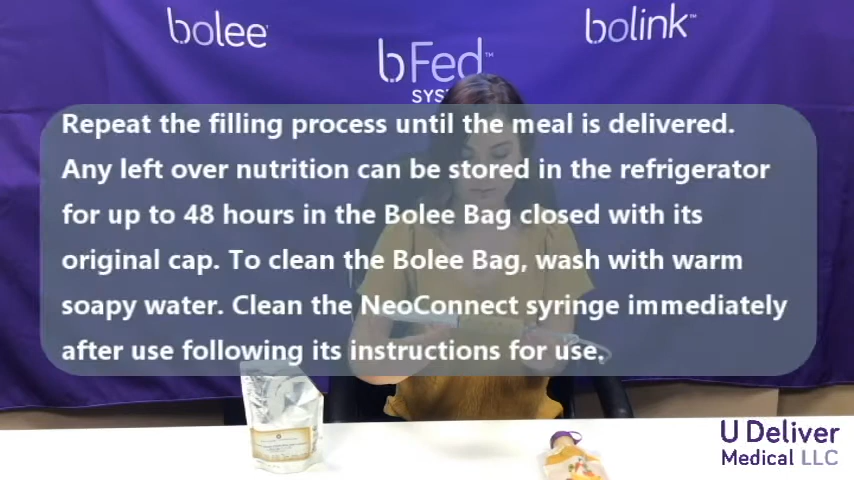 bolee™
bolink™
bFed™
SYS
Repeat the filling process until the meal is delivered.
Any left over nutrition can be stored in the refrigerator
for up to 48 hours in the Bolee Bag closed with its
original cap. To clean the Bolee Bag, wash with warm
soapy water. Clean the NeoConnect syringe immediately
after use following its instructions for use.
U Deliver
Medical LLC